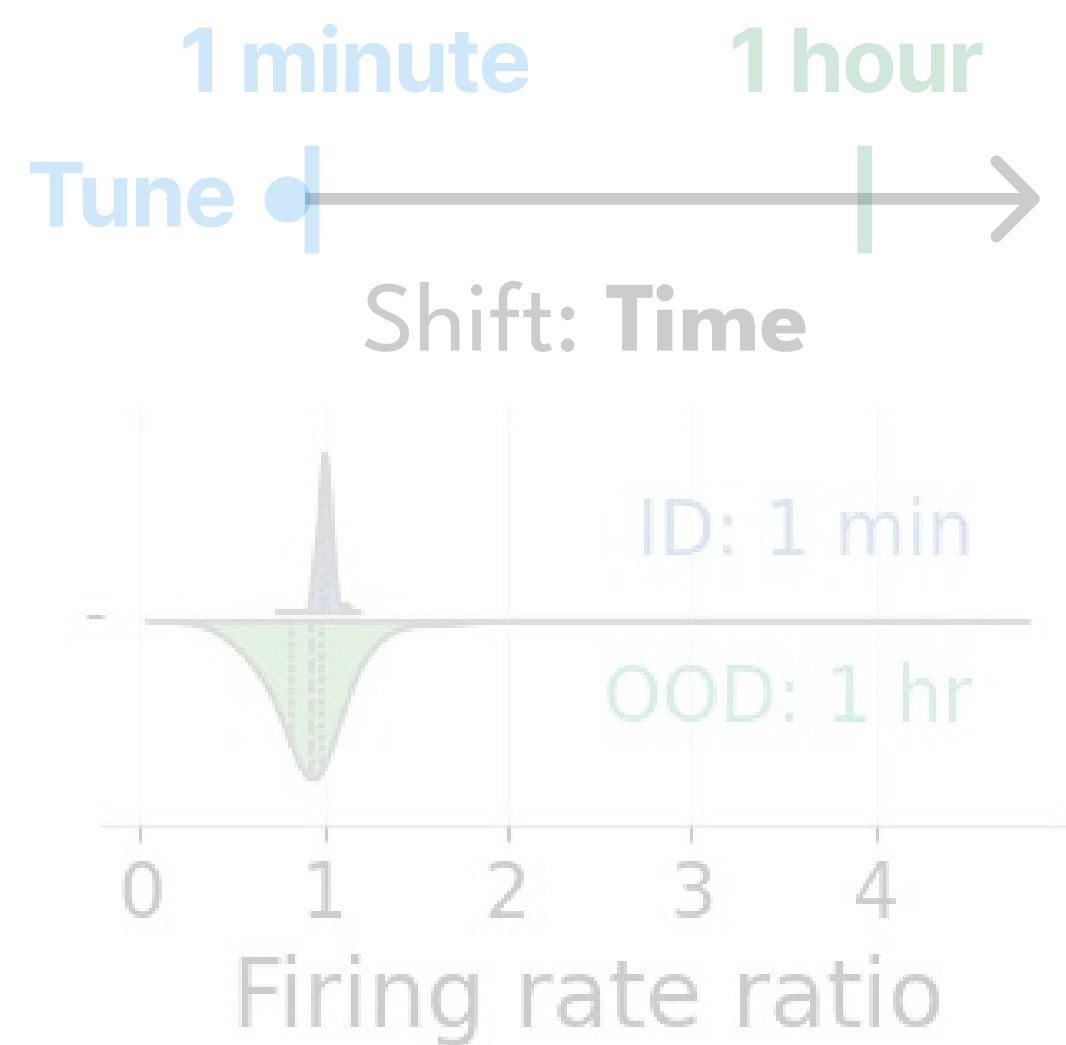 1 minute 1 hour
Tune
Shift: Time
ID: 1 min
OOD: 1 hr
0 1 2 3 4
Firing rate ratio